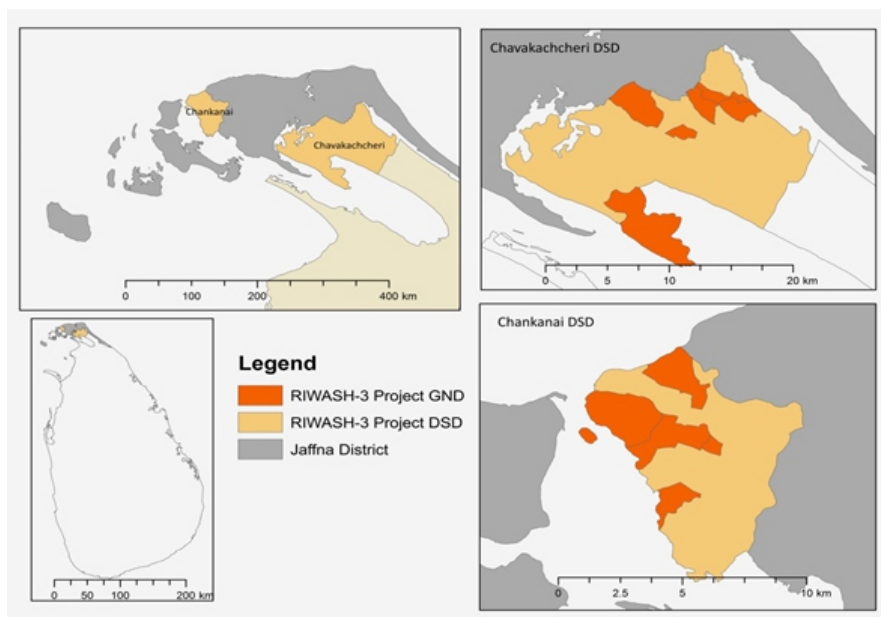 Chankanai
Chavakachcheri
0 100 200 400 km
Chavakachcheri DSD
0 5 10 20 km
0 50 100 200 km
Legend
RIWASH-3 Project GND
RIWASH-3 Project DSD
Jaffna District
Chankanai DSD
0 2.5 5 10 km